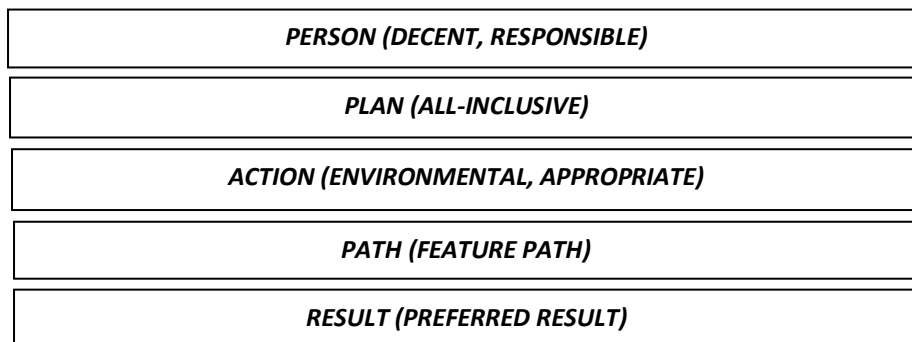 PERSON (DECENT, RESPONSIBLE)
PLAN (ALL-INCLUSIVE)
ACTION (ENVIRONMENTAL, APPROPRIATE)
PATH (FEATURE PATH)
RESULT (PREFERRED RESULT)